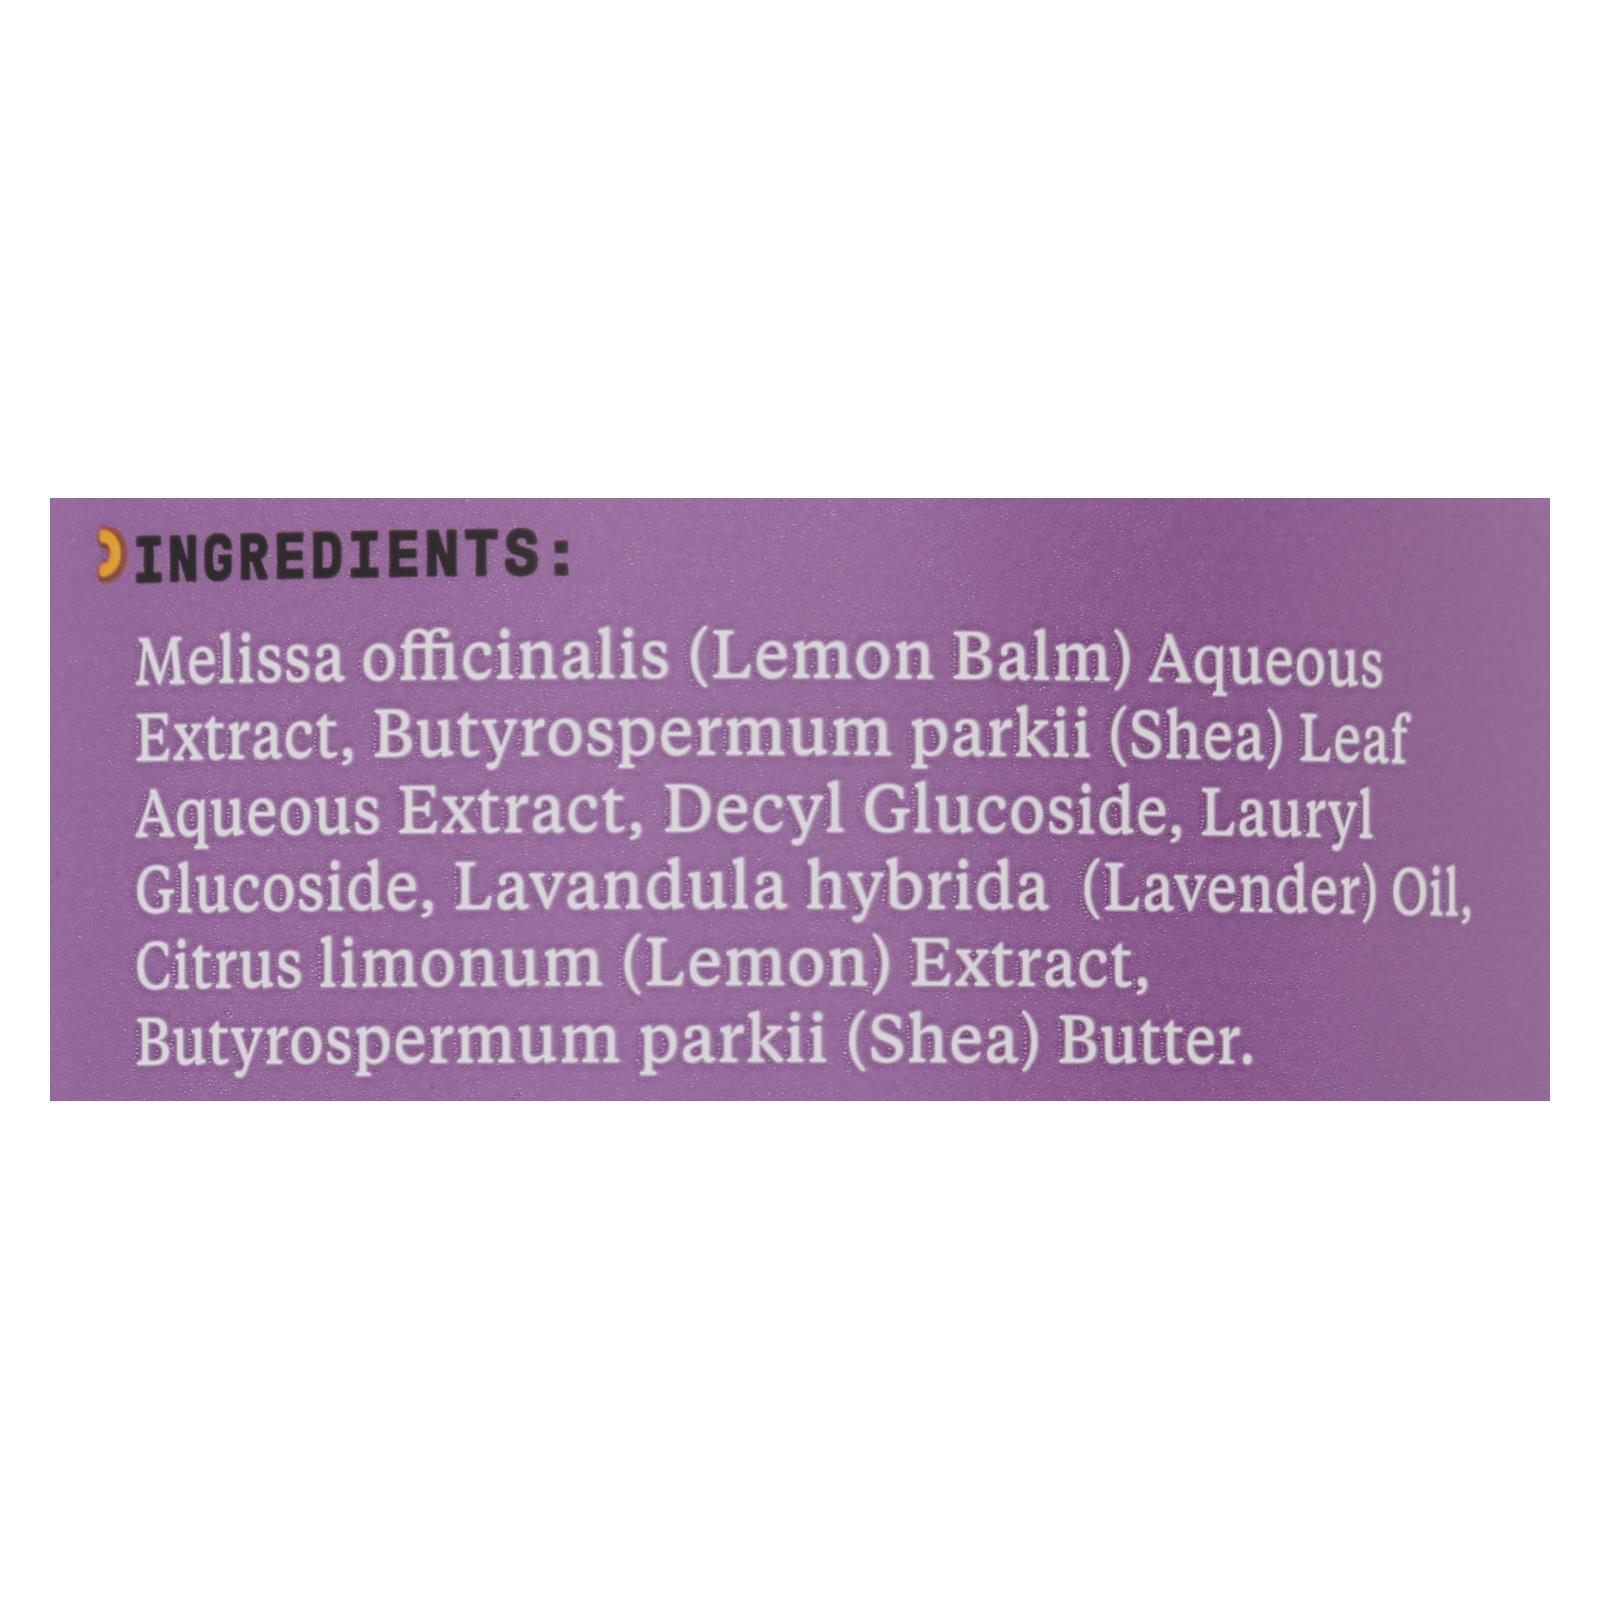 INGREDIENTS:
Melissa officinalis (Lemon Balm) Aqueous
Extract, Butyrospermum parkii (Shea) Leaf
Aqueous Extract, Decyl Glucoside, Lauryl
Glucoside, Lavandula hybrida (Lavender) Oil,
Citrus limonum (Lemon) Extract,
Butyrospermum parkii (Shea) Butter.